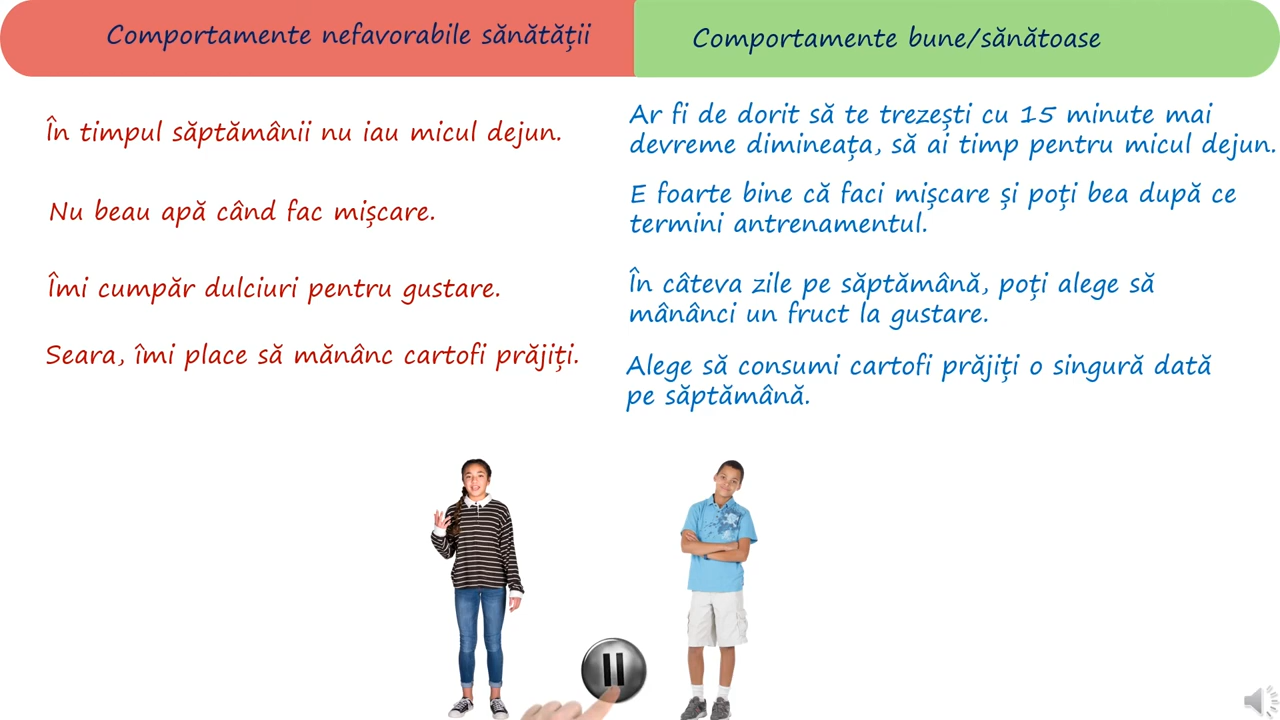 Comportamente nefavorabile sănătății
Comportamente bune/sănătoase
În timpul săptămânii nu iau micul dejun.
Ar fi de dorit să te trezești cu 15 minute mai
devreme dimineața, să ai timp pentru micul dejun.
Nu beau apă când fac mișcare.
E foarte bine că faci mișcare și poți bea după ce
termini antrenamentul.
Îmi cumpăr dulciuri pentru gustare.
În câteva zile pe săptămână, poți alege să
mânânci un fruct la gustare.
Seara, îmi place să mănânc cartofi prăjiți.
Alege să consumi cartofi prăjiți o singură dată
pe săptămână.